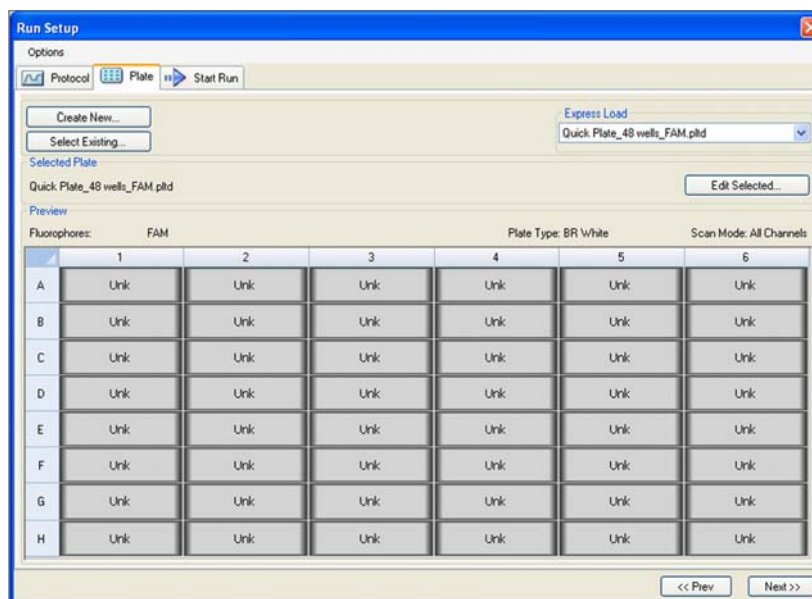 Run Setup
Options
Protocol Plate Start Run
Create New...
Select Existing...
Express Load
Quick Plate_48 wells_FAM.pltd
Selected Plate
Quick Plate_48 wells_FAM.pltd
Edit Selected...
Preview
Fluorophores: FAM Plate Type: BR White Scan Mode: All Channels
1 2 3 4 5 6
A Unk Unk Unk Unk Unk Unk
B Unk Unk Unk Unk Unk Unk
C Unk Unk Unk Unk Unk Unk
D Unk Unk Unk Unk Unk Unk
E Unk Unk Unk Unk Unk Unk
F Unk Unk Unk Unk Unk Unk
G Unk Unk Unk Unk Unk Unk
H Unk Unk Unk Unk Unk Unk
<< Prev Next >>